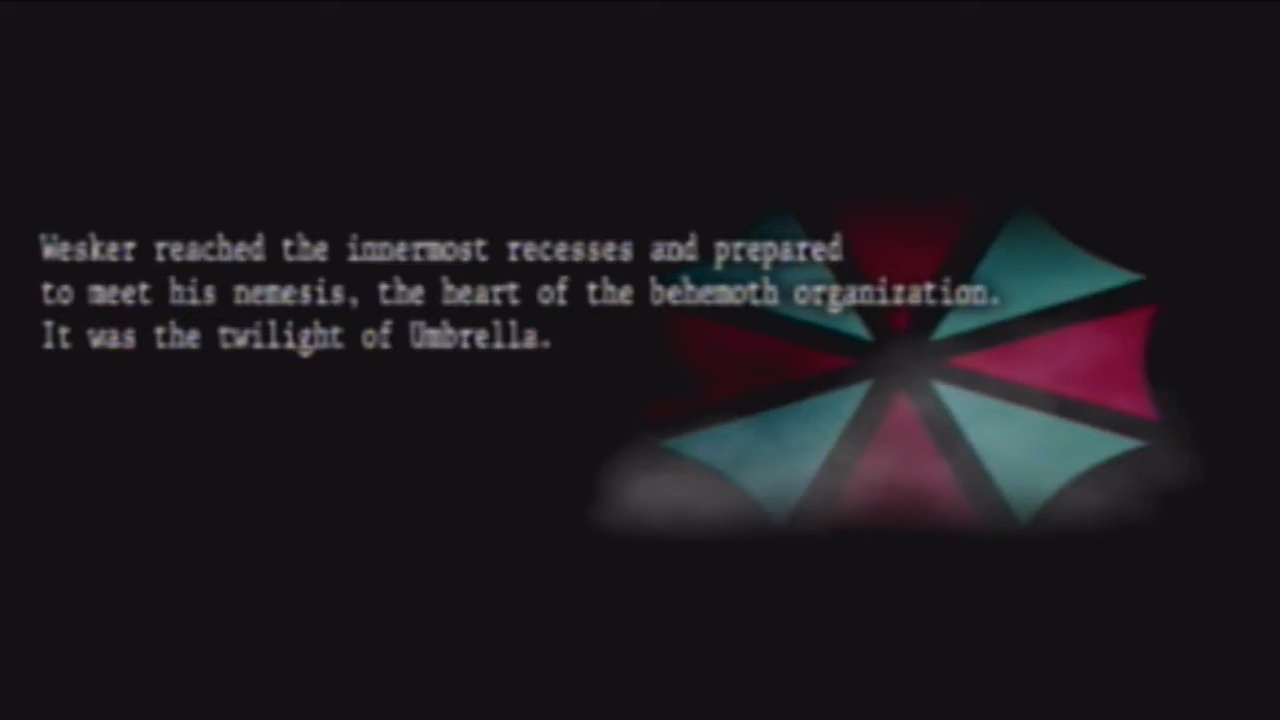 Wesker reached the innermost recesses and prepared
to meet his nemesis, the heart of the behemoth organization.
It was the twilight of Umbrella.